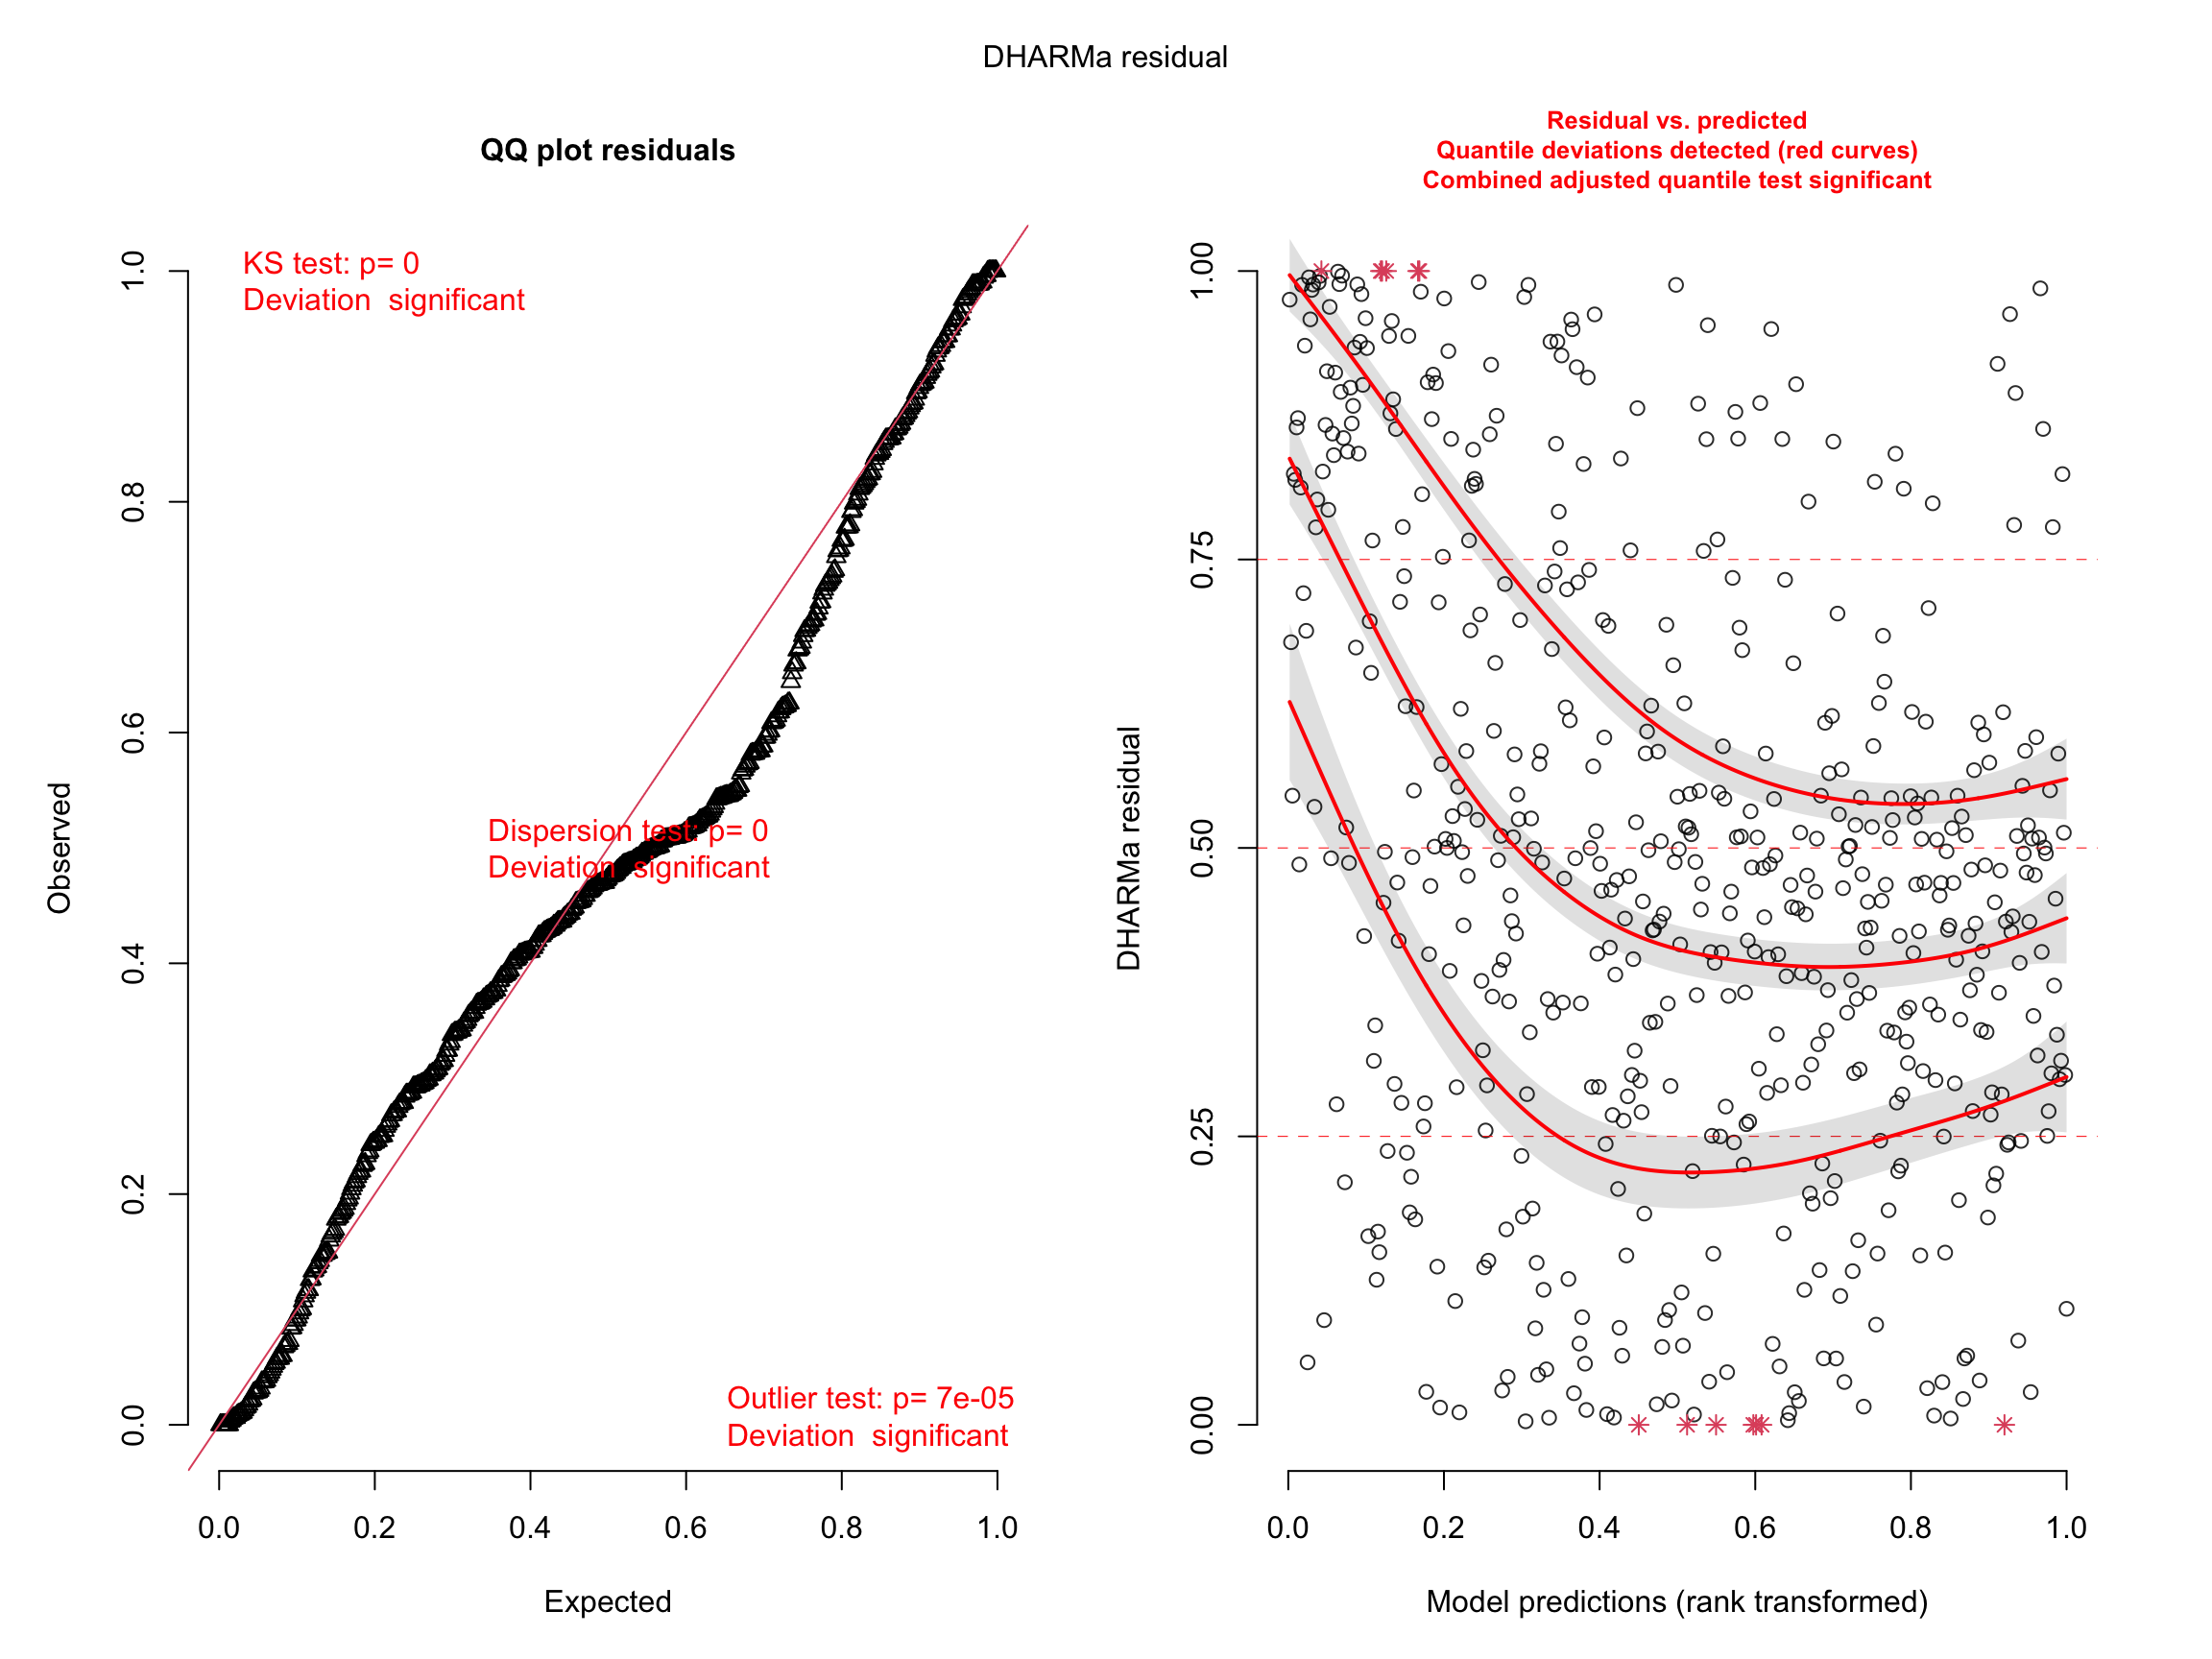 DHARMa residual
QQ plot residuals
KS test: p= 0
Deviation  significant
Dispersion test: p= 0
Deviation  significant
Outlier test: p= 7e-05
Deviation  significant
Observed
1.0
0.8
0.6
0.4
0.2
0.0
0.0 0.2 0.4 0.6 0.8 1.0
Expected
Residual vs. predicted
Quantile deviations detected (red curves)
Combined adjusted quantile test significant
DHARMa residual
1.00
0.75
0.50
0.25
0.00
0.0 0.2 0.4 0.6 0.8 1.0
Model predictions (rank transformed)